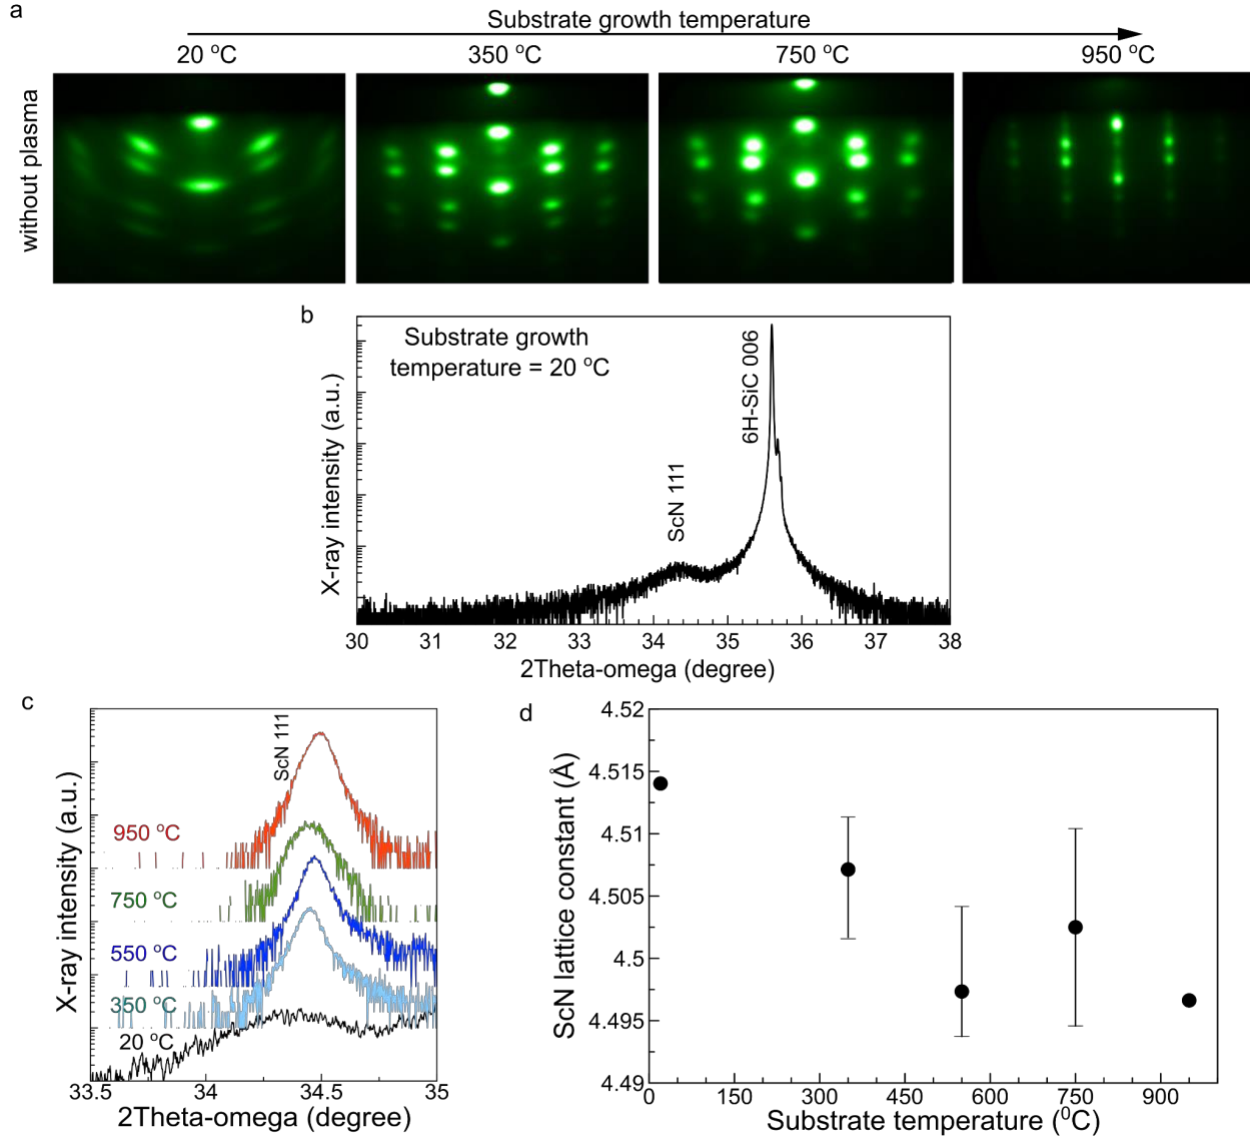 a
Substrate growth temperature
20 °C
350 °C
750 °C
950 °C
without plasma
b
Substrate growth
temperature = 20 °C
ScN 111
6H-SiC 006
X-ray intensity (a.u.)
30 31 32 33 34 35 36 37 38
2Theta-omega (degree)
c
ScN 111
950 °C
750 °C
550 °C
350 °C
20 °C
X-ray intensity (a.u.)
33.5 34 34.5 35
2Theta-omega (degree)
d
4.52
4.515
4.51
4.505
4.5
4.495
4.49
ScN lattice constant (Å)
0 150 300 450 600 750 900
Substrate temperature (⁰C)